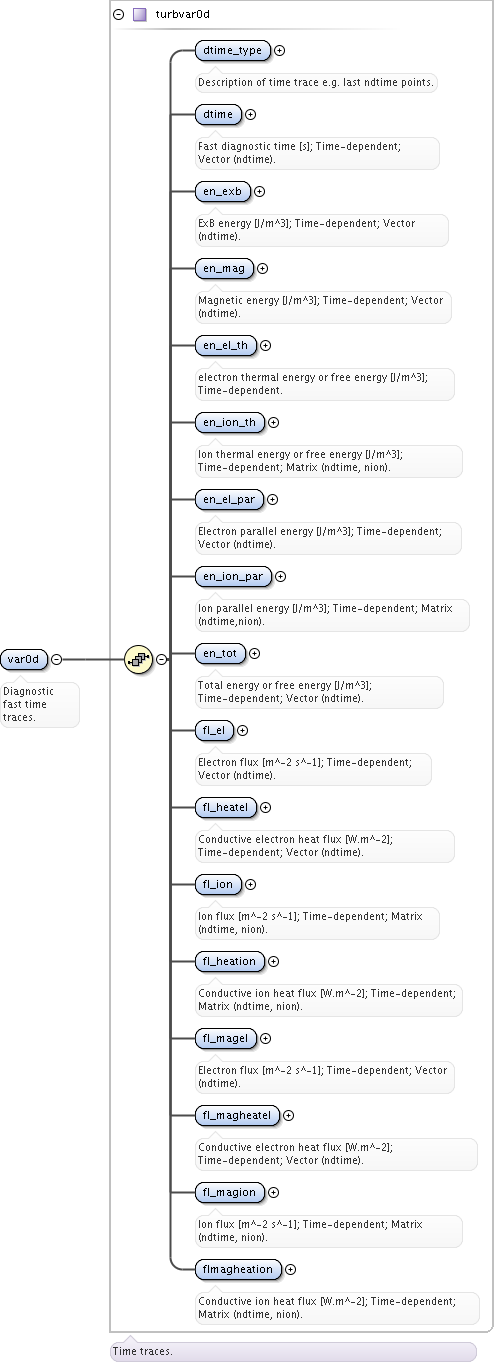 turbvar0d
dtime_type
Description of time trace e.g. last ndtime points.
dtime
Fast diagnostic time [s]; Time-dependent;
Vector (ndtime).
en_exb
ExB energy [J/m^3]; Time-dependent; Vector
(ndtime).
en_mag
Magnetic energy [J/m^3]; Time-dependent; Vector
(ndtime).
en_el_th
electron thermal energy or free energy [J/m^3];
Time-dependent.
en_ion_th
Ion thermal energy or free energy [J/m^3];
Time-dependent; Matrix (ndtime, nion).
en_el_par
Electron parallel energy [J/m^3]; Time-dependent;
Vector (ndtime).
en_ion_par
Ion parallel energy [J/m^3]; Time-dependent; Matrix
(ndtime,nion).
en_tot
Total energy or free energy [J/m^3];
Time-dependent; Vector (ndtime).
var0d
Diagnostic
fast time
traces.
fl_el
Electron flux [m^-2 s^-1]; Time-dependent;
Vector (ndtime).
fl_heatel
Conductive electron heat flux [W.m^-2];
Time-dependent; Vector (ndtime).
fl_ion
Ion flux [m^-2 s^-1]; Time-dependent; Matrix
(ndtime, nion).
fl_heation
Conductive ion heat flux [W.m^-2]; Time-dependent;
Matrix (ndtime, nion).
fl_magel
Electron flux [m^-2 s^-1]; Time-dependent; Vector
(ndtime).
fl_magheatel
Conductive electron heat flux [W.m^-2];
Time-dependent; Vector (ndtime).
fl_magion
Ion flux [m^-2 s^-1]; Time-dependent; Matrix
(ndtime, nion).
flmagheation
Conductive ion heat flux [W.m^-2]; Time-dependent;
Matrix (ndtime, nion).
Time traces.